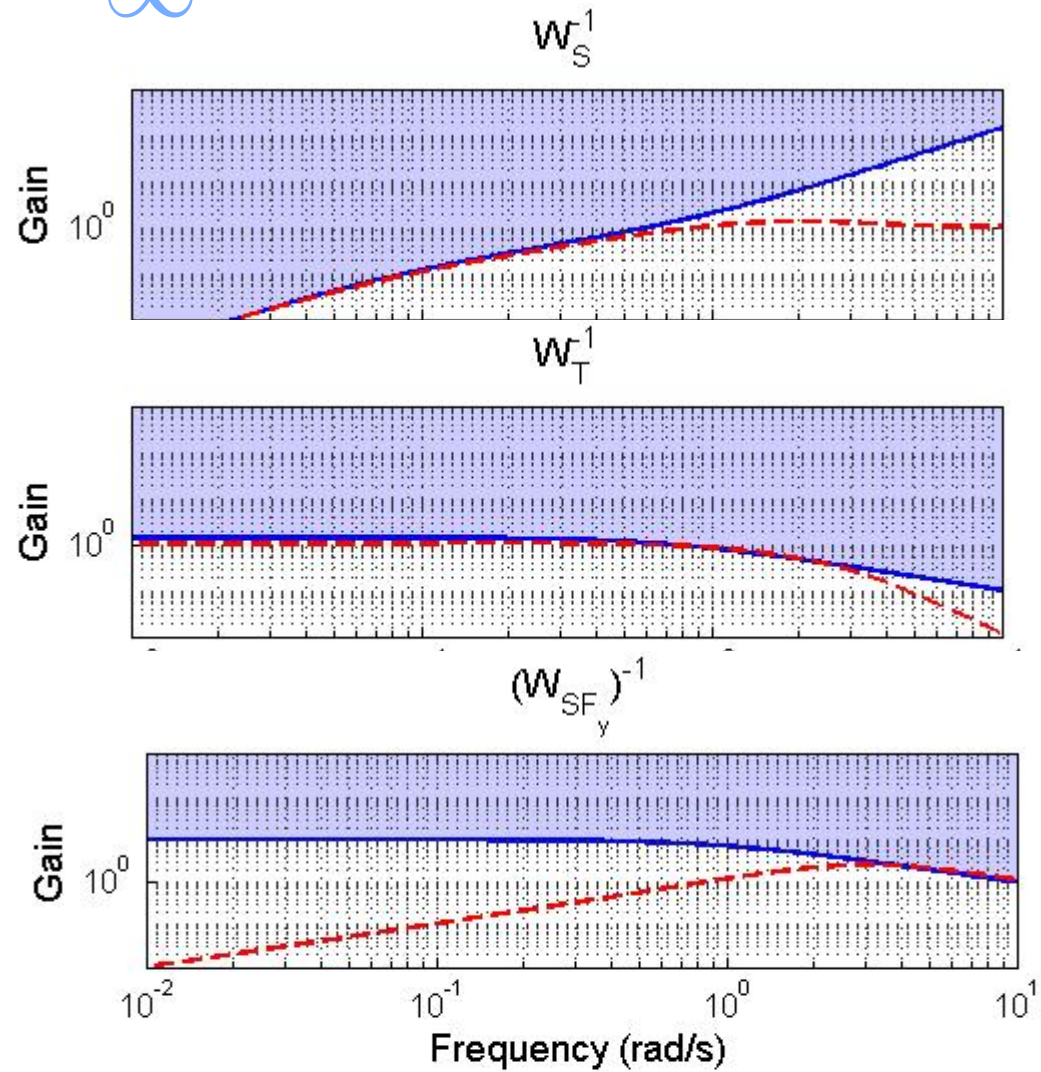 ∞
W_S^-1
Gain
10^0
W_T^-1
Gain
10^0
(W_SF_y)^-1
Gain
10^0
10^-2 10^-1 10^0 10^1
Frequency (rad/s)